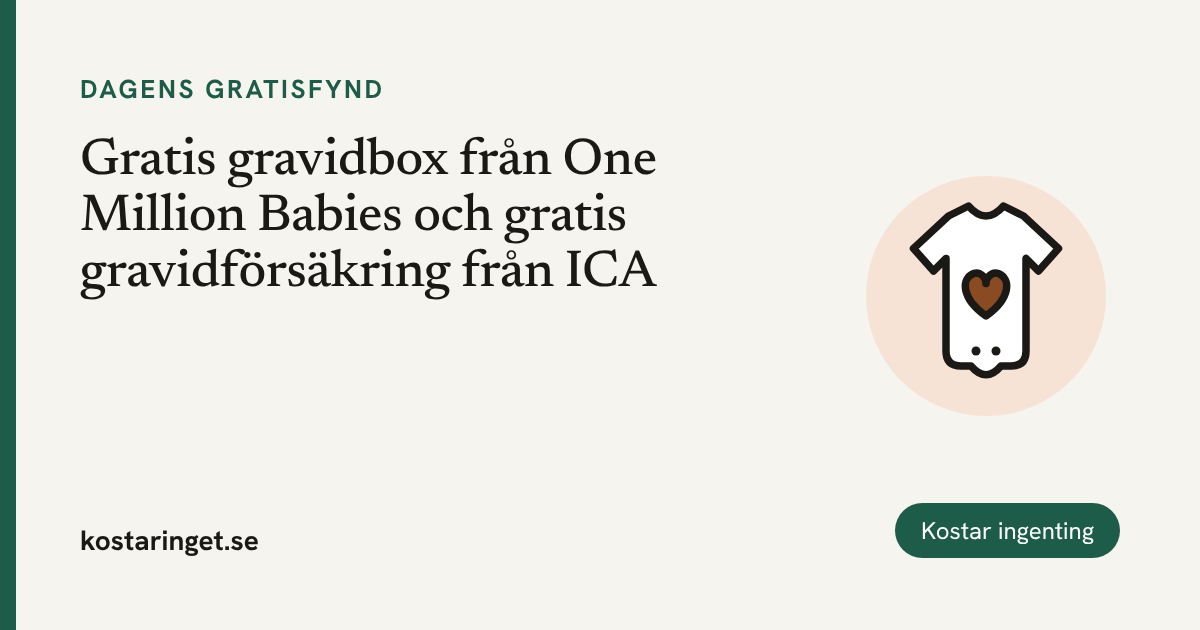 DAGENS GRATISFYND
Gratis gravidbox från One
Million Babies och gratis
gravidförsäkring från ICA
kostaringet.se
Kostar ingenting